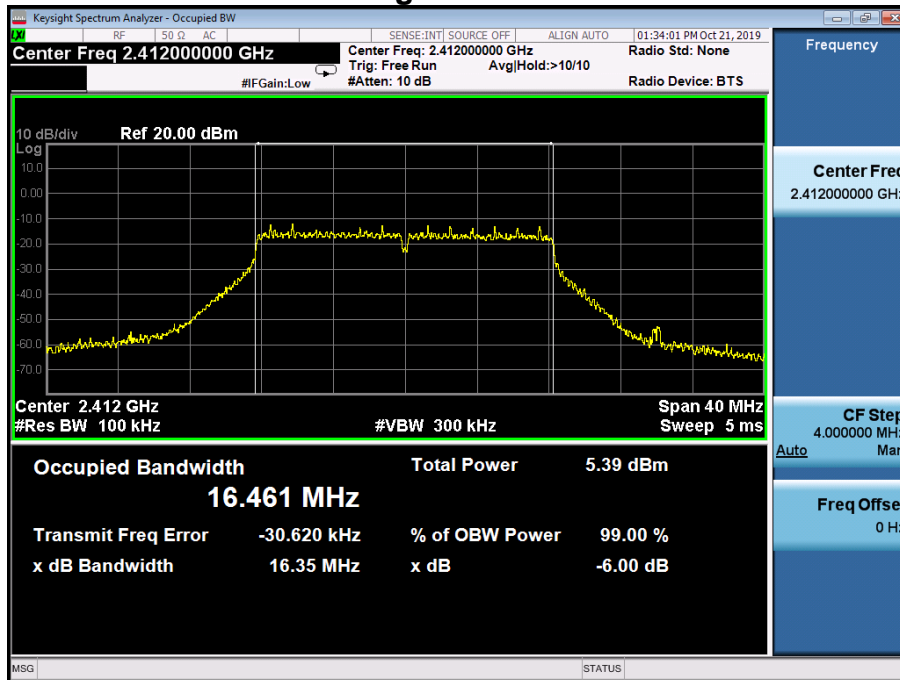 Keysight Spectrum Analyzer - Occupied BW
LXI RF 50 Ω AC SENSE:INT SOURCE OFF ALIGN AUTO 01:34:01 PM Oct 21, 2019
Center Freq 2.412000000 GHz
Center Freq: 2.412000000 GHz
Radio Std: None
Trig: Free Run Avg|Hold:>10/10
#IFGain:Low
#Atten: 10 dB
Radio Device: BTS
10 dB/div Ref 20.00 dBm
Log
10.0
0.00
-10.0
-20.0
-30.0
-40.0
-50.0
-60.0
-70.0
Center 2.412 GHz
Span 40 MHz
#Res BW 100 kHz
#VBW 300 kHz
Sweep 5 ms
Occupied Bandwidth
16.461 MHz
Total Power 5.39 dBm
Transmit Freq Error -30.620 kHz
% of OBW Power 99.00 %
x dB Bandwidth 16.35 MHz
x dB -6.00 dB
Frequency
Center Freq
2.412000000 GHz
CF Step
4.000000 MHz
Auto Man
Freq Offse
0 Hz
MSG
STATUS